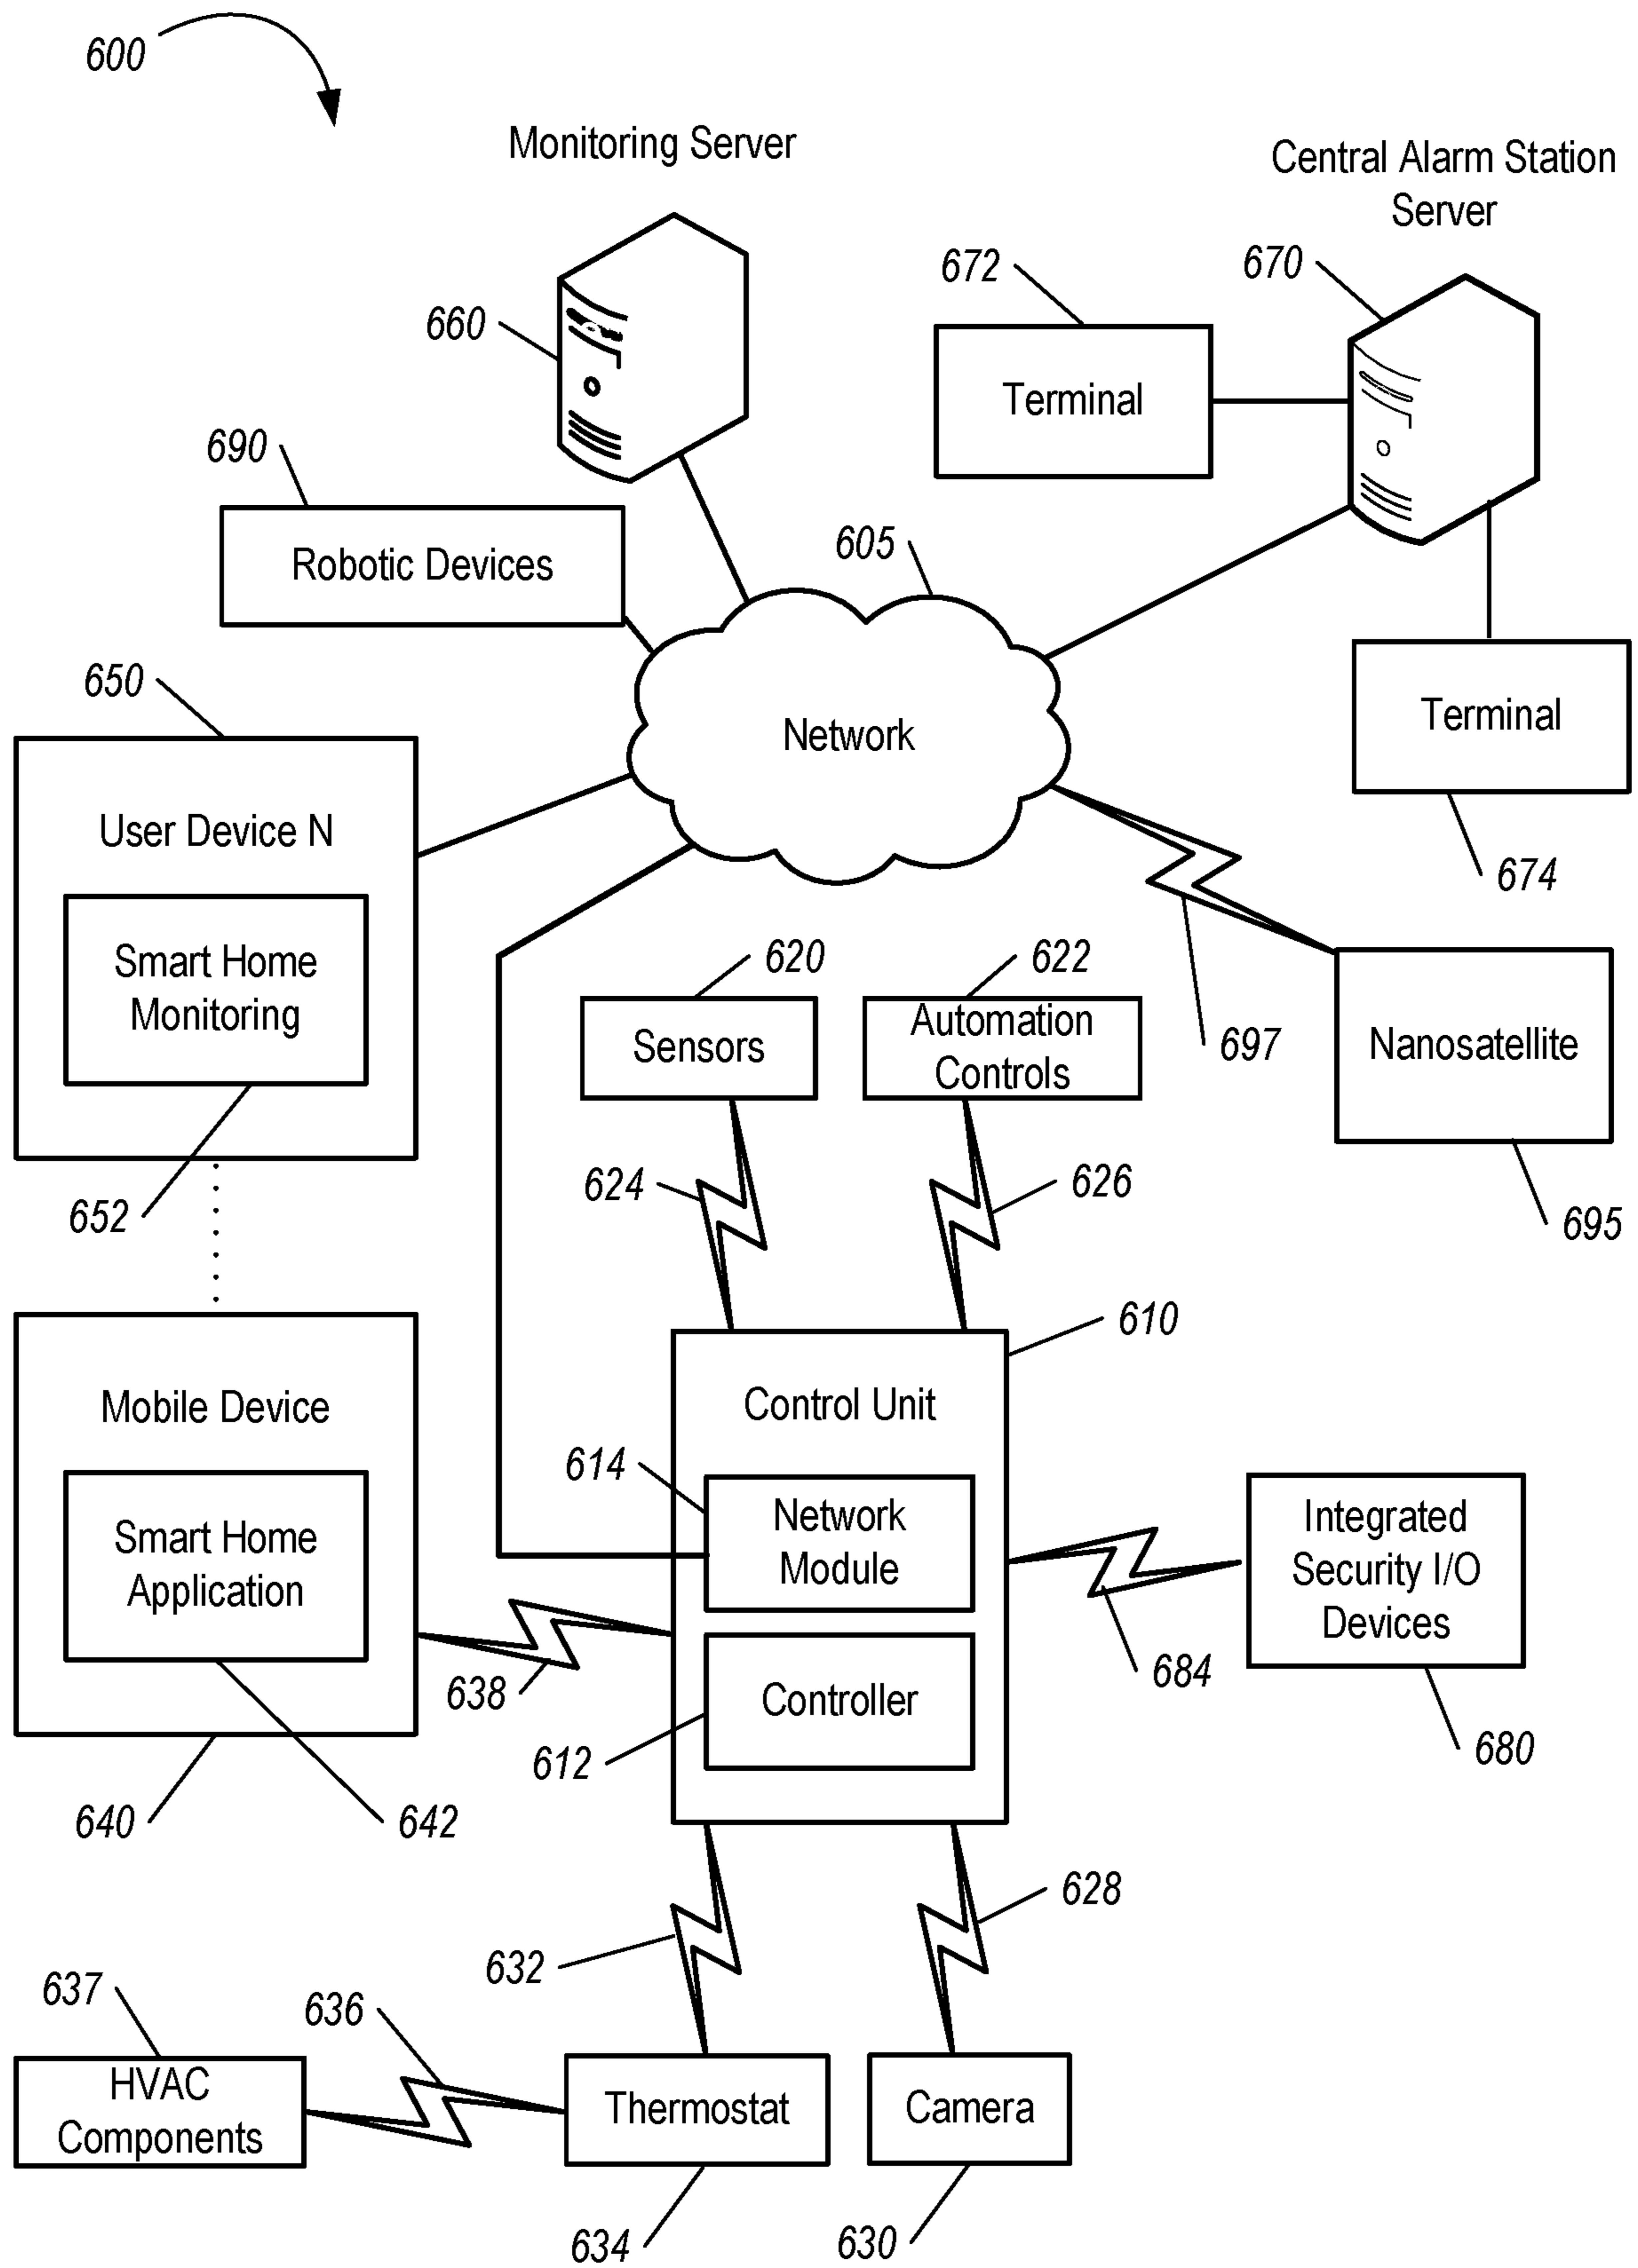 600
Monitoring Server
Central Alarm Station
Server
672
670
660
Terminal
690
Robotic Devices
605
650
Network
Terminal
User Device N
674
Smart Home
Monitoring
620
622
Sensors
Automation
Controls
697
Nanosatellite
624
626
652
695
610
Mobile Device
Control Unit
614
Smart Home
Application
Network
Module
Integrated
Security I/O
Devices
638
684
Controller
612
680
640
642
628
632
637
636
HVAC
Components
Thermostat
Camera
634
630